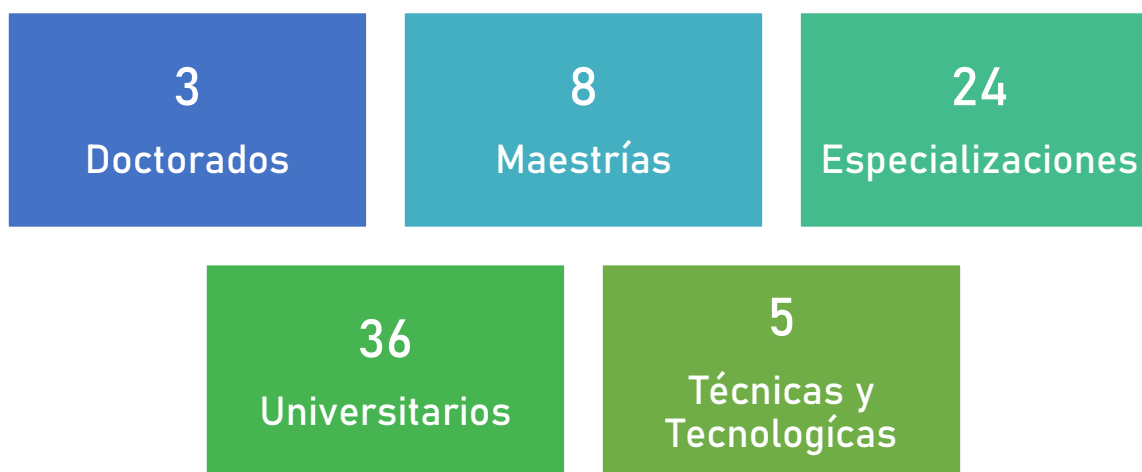 3
Doctorados
8
Maestrías
24
Especializaciones
36
Universitarios
5
Técnicas y
Tecnologícas